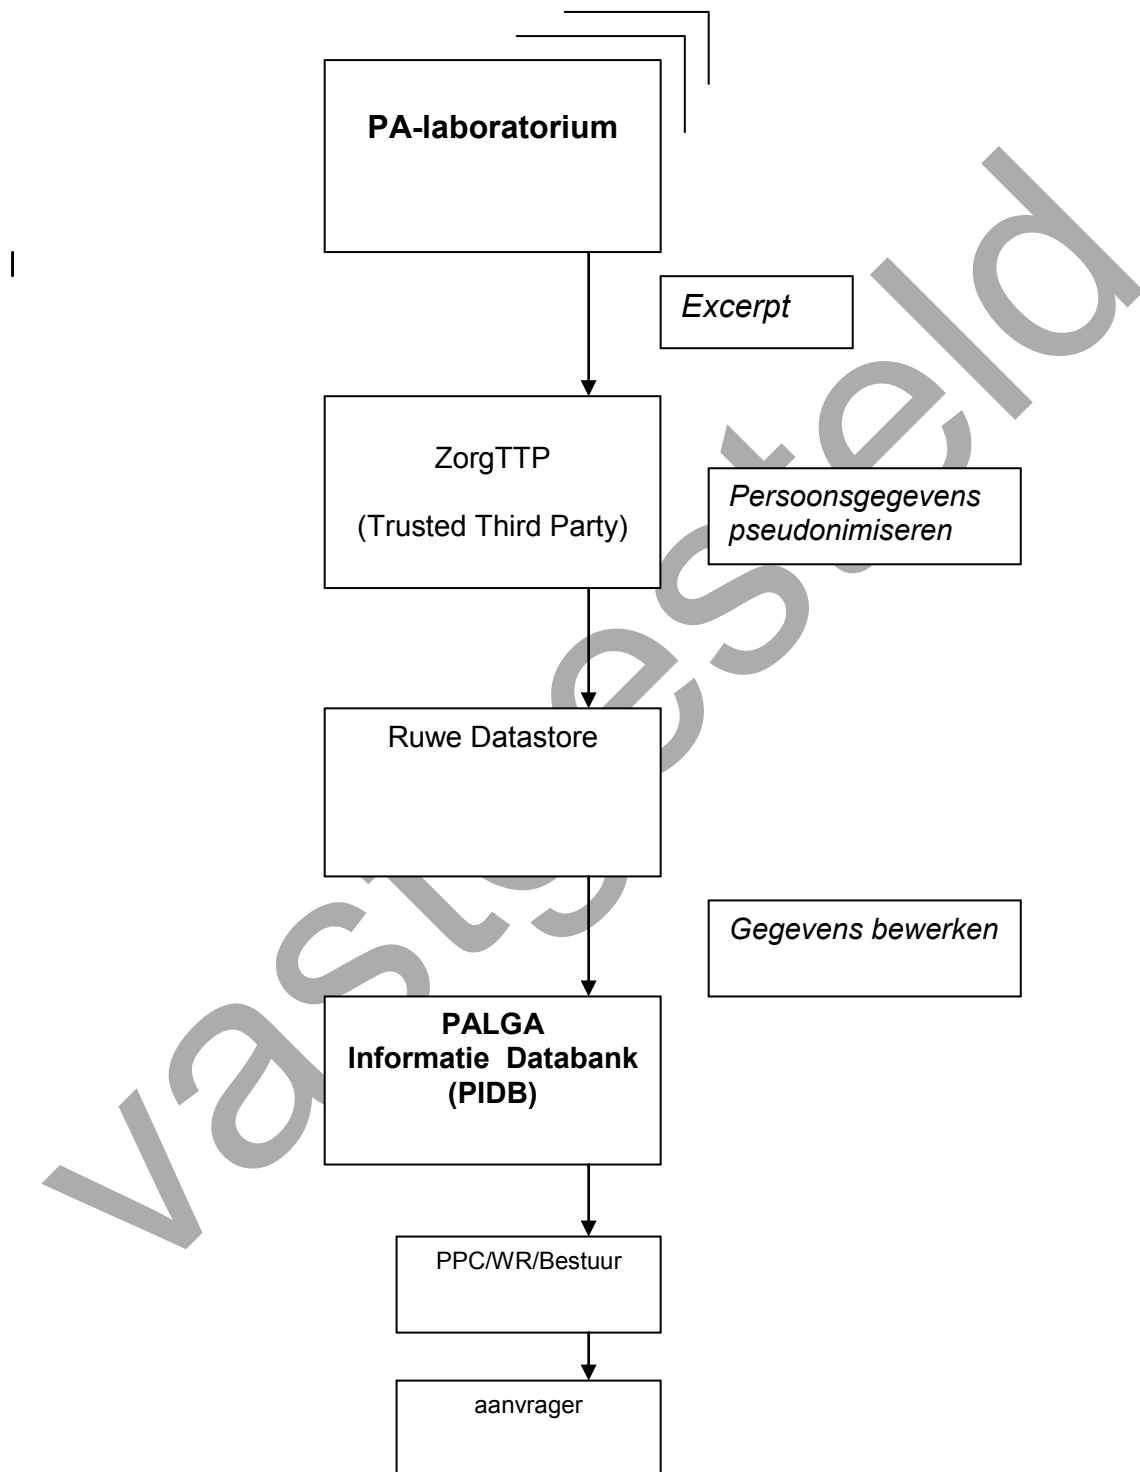 PA-laboratorium
Excerpt
ZorgTTP
(Trusted Third Party)
Persoonsgegevens
pseudonimiseren
Ruwe Datastore
Gegevens bewerken
PALGA
Informatie Databank
(PIDB)
PPC/WR/Bestuur
aanvrager
vastgesteld